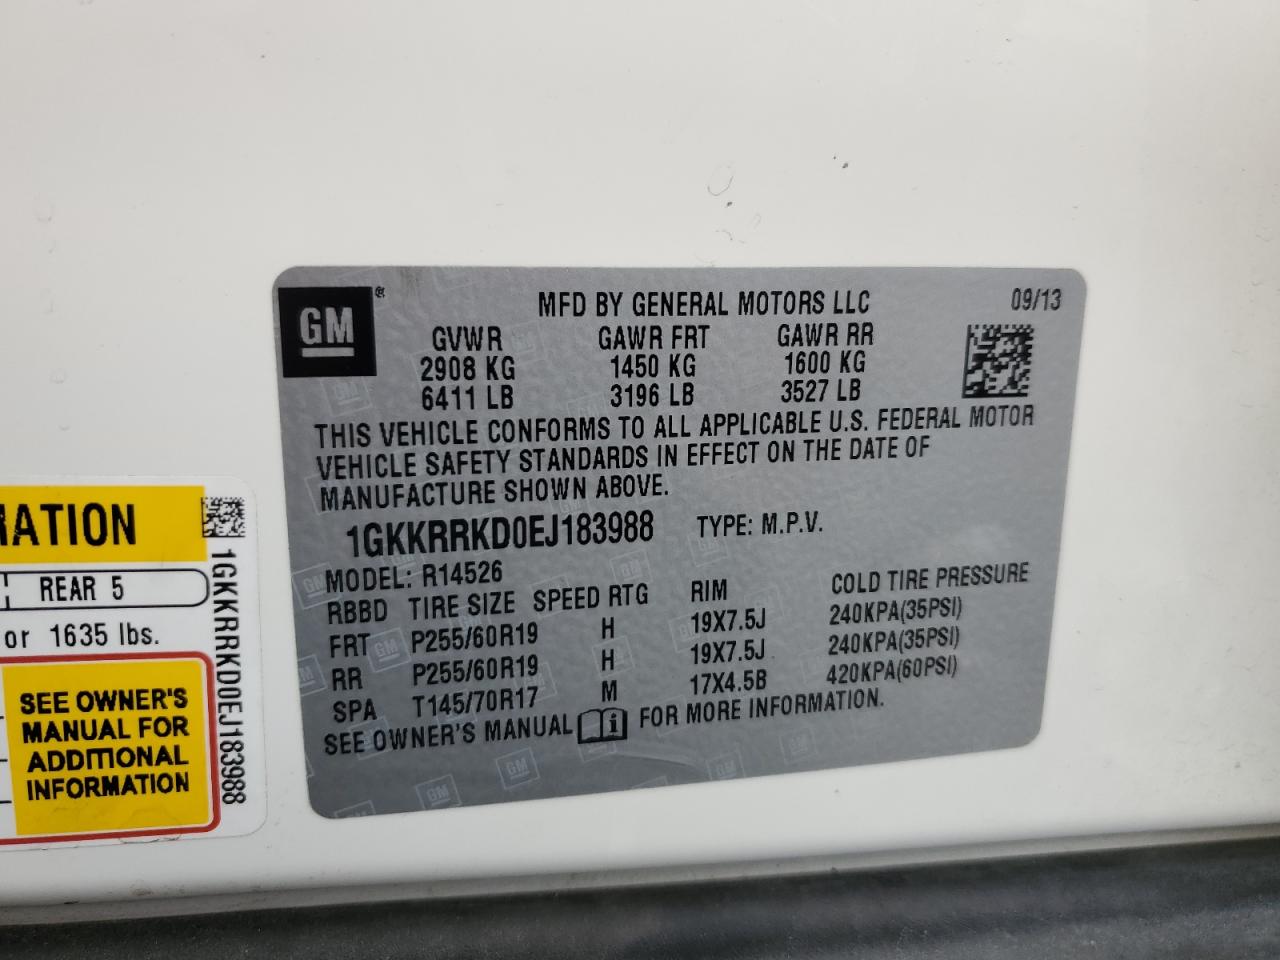 GM
®
MFD BY GENERAL MOTORS LLC
09/13
GVWR GAWR FRT GAWR RR
2908 KG 1450 KG 1600 KG
6411 LB 3196 LB 3527 LB
THIS VEHICLE CONFORMS TO ALL APPLICABLE U.S. FEDERAL MOTOR
VEHICLE SAFETY STANDARDS IN EFFECT ON THE DATE OF
MANUFACTURE SHOWN ABOVE.
1GKKRRKD0EJ183988 TYPE: M.P.V.
MODEL: R14526
RBBD TIRE SIZE SPEED RTG RIM COLD TIRE PRESSURE
FRT P255/60R19 H 19X7.5J 240KPA(35PSI)
RR P255/60R19 H 19X7.5J 240KPA(35PSI)
SPA T145/70R17 M 17X4.5B 420KPA(60PSI)
SEE OWNER'S MANUAL i FOR MORE INFORMATION.
MATION
REAR 5
or 1635 lbs.
SEE OWNER'S
MANUAL FOR
ADDITIONAL
INFORMATION
1GKKRRKD0EJ183988